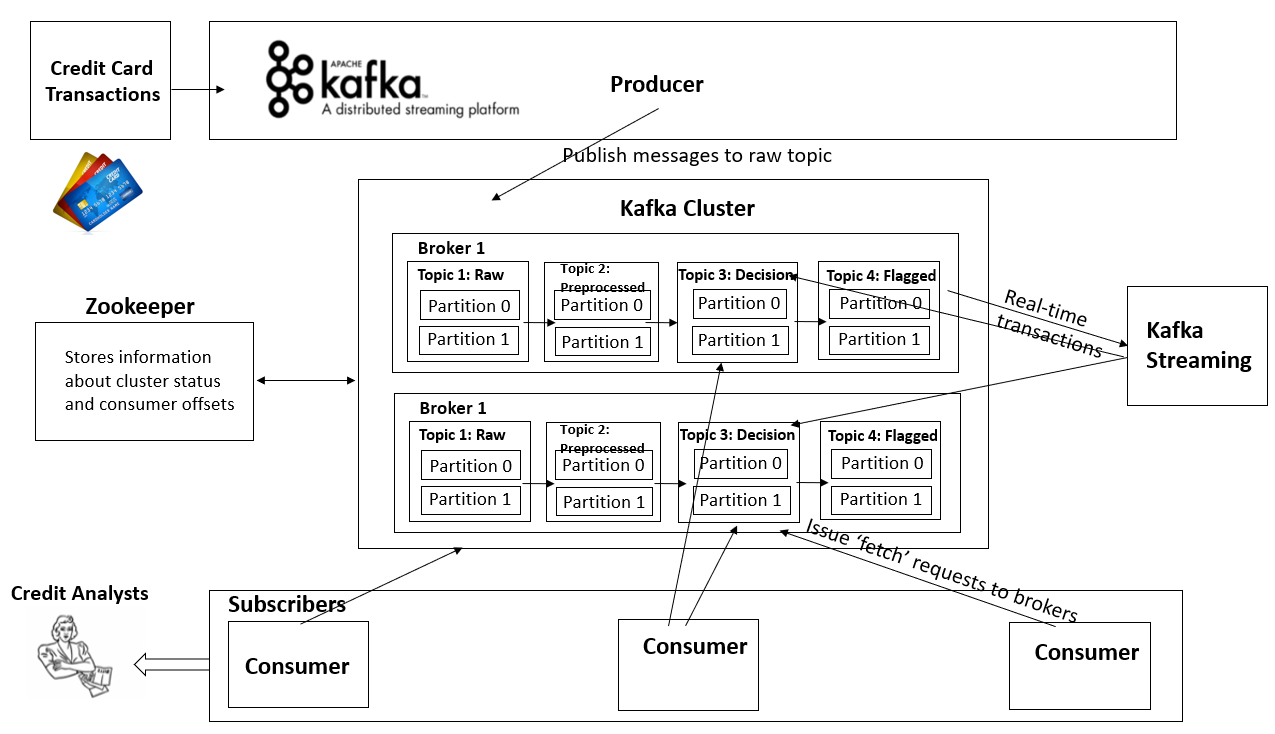 Credit Card
Transactions
APACHE
kafka
A distributed streaming platform
Producer
Publish messages to raw topic
Kafka Cluster
Broker 1
Topic 1: Raw
Partition 0
Partition 1
Topic 2:
Preprocessed
Partition 0
Partition 1
Topic 3: Decision
Partition 0
Partition 1
Topic 4: Flagged
Partition 0
Partition 1
Real-time
transactions
Kafka
Streaming
Zookeeper
Stores information
about cluster status
and consumer offsets
Broker 1
Topic 1: Raw
Partition 0
Partition 1
Topic 2:
Preprocessed
Partition 0
Partition 1
Topic 3: Decision
Partition 0
Partition 1
Topic 4: Flagged
Partition 0
Partition 1
Issue ‘fetch’ requests to brokers
Credit Analysts
Subscribers
Consumer
Consumer
Consumer